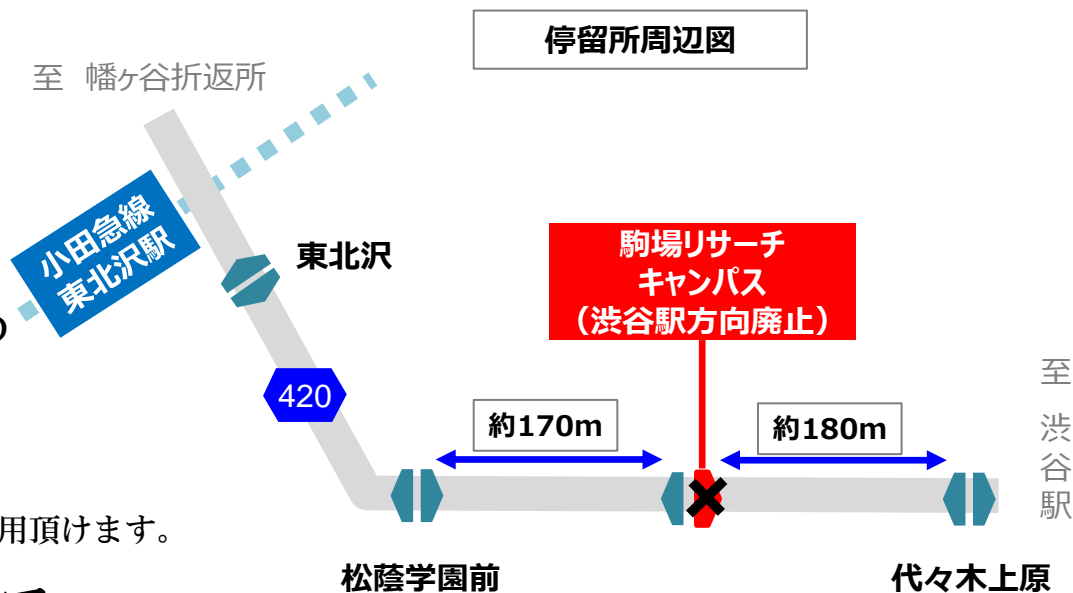 停留所周辺図
至 幡ヶ谷折返所
小田急線
東北沢駅
東北沢
駒場リサーチ
キャンパス
（渋谷駅方向廃止）
の
420
約170m
約180m
至 渋谷駅
用頂けます。
松蔭学園前
代々木上原